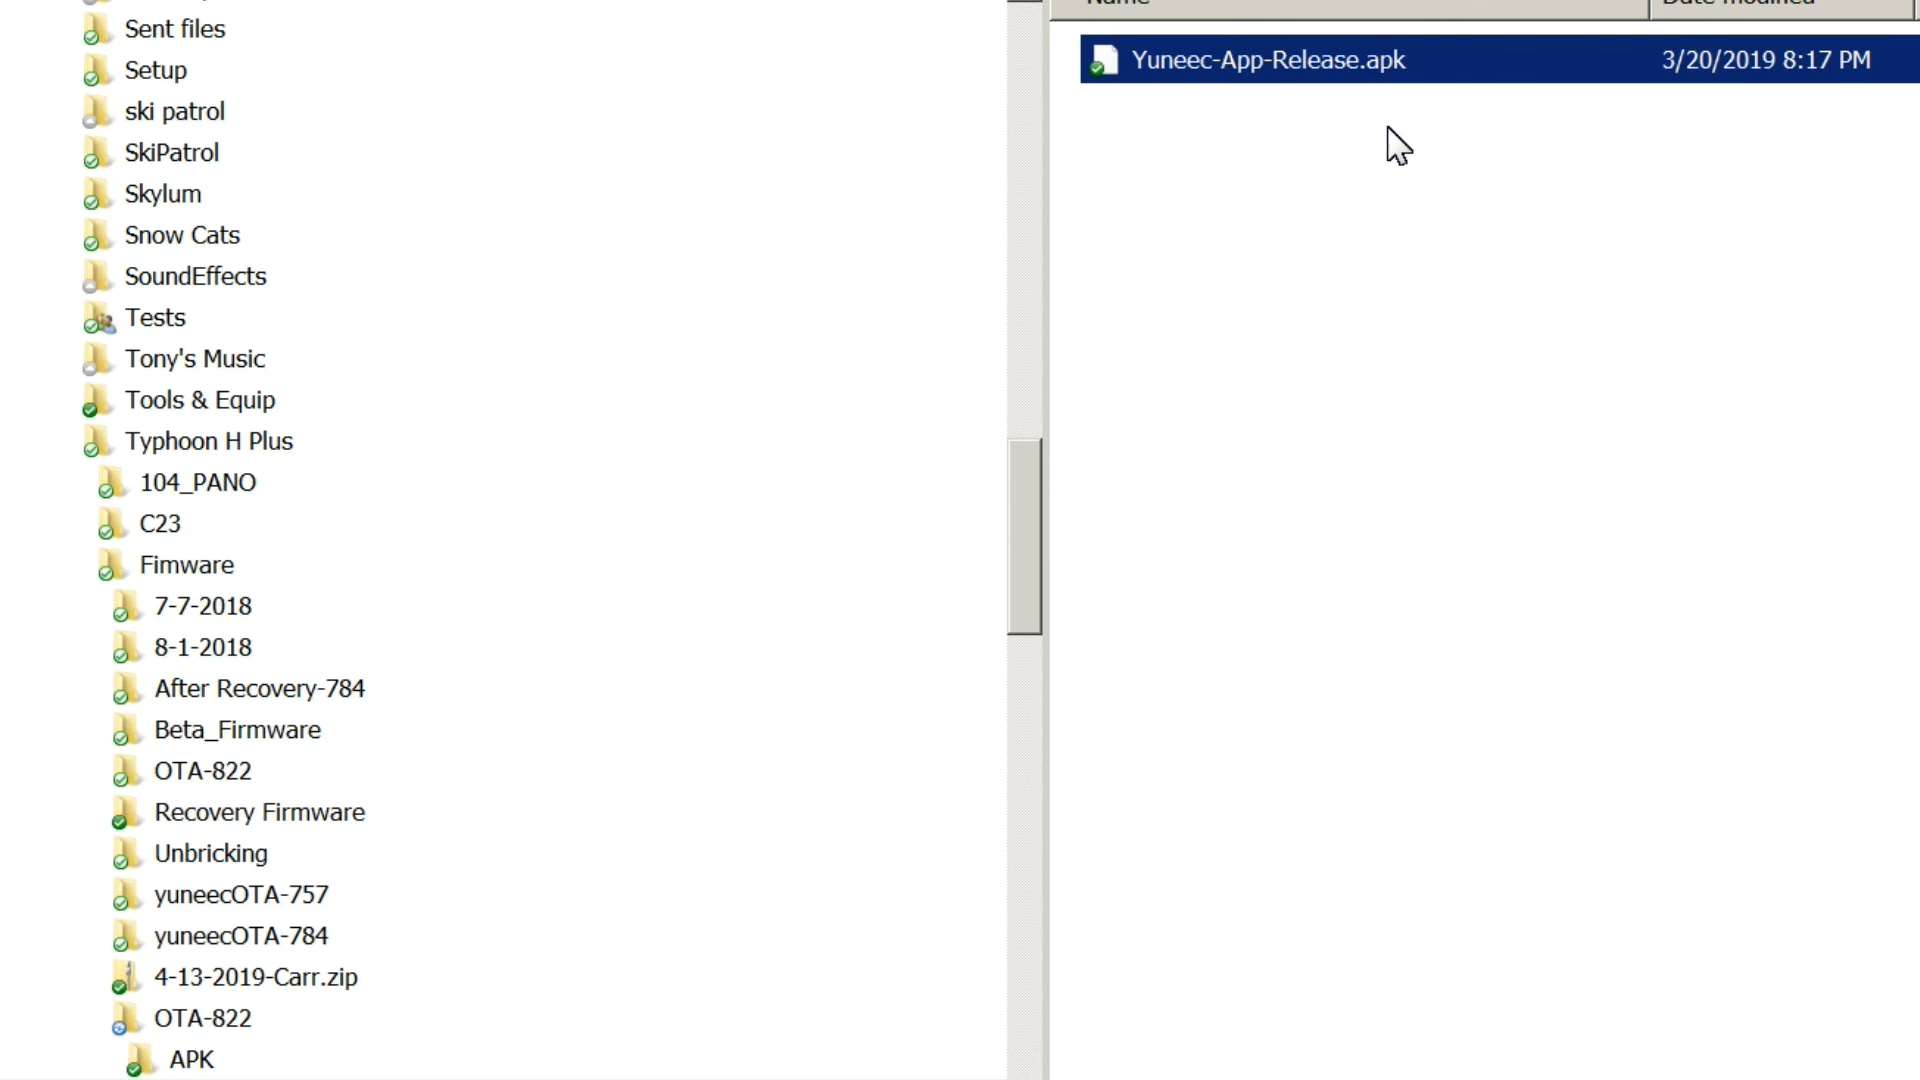 Sent files
Setup
ski patrol
SkiPatrol
Skylum
Snow Cats
SoundEffects
Tests
Tony's Music
Tools & Equip
Typhoon H Plus
104_PANO
C23
Fimware
7-7-2018
8-1-2018
After Recovery-784
Beta_Firmware
OTA-822
Recovery Firmware
Unbricking
yuneecOTA-757
yuneecOTA-784
4-13-2019-Carr.zip
OTA-822
APK
Name Date modified
Yuneec-App-Release.apk 3/20/2019 8:17 PM